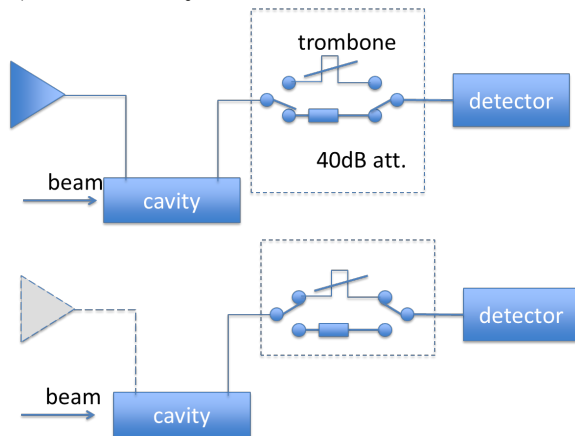 trombone
detector
40dB att.
beam
cavity
detector
beam
cavity